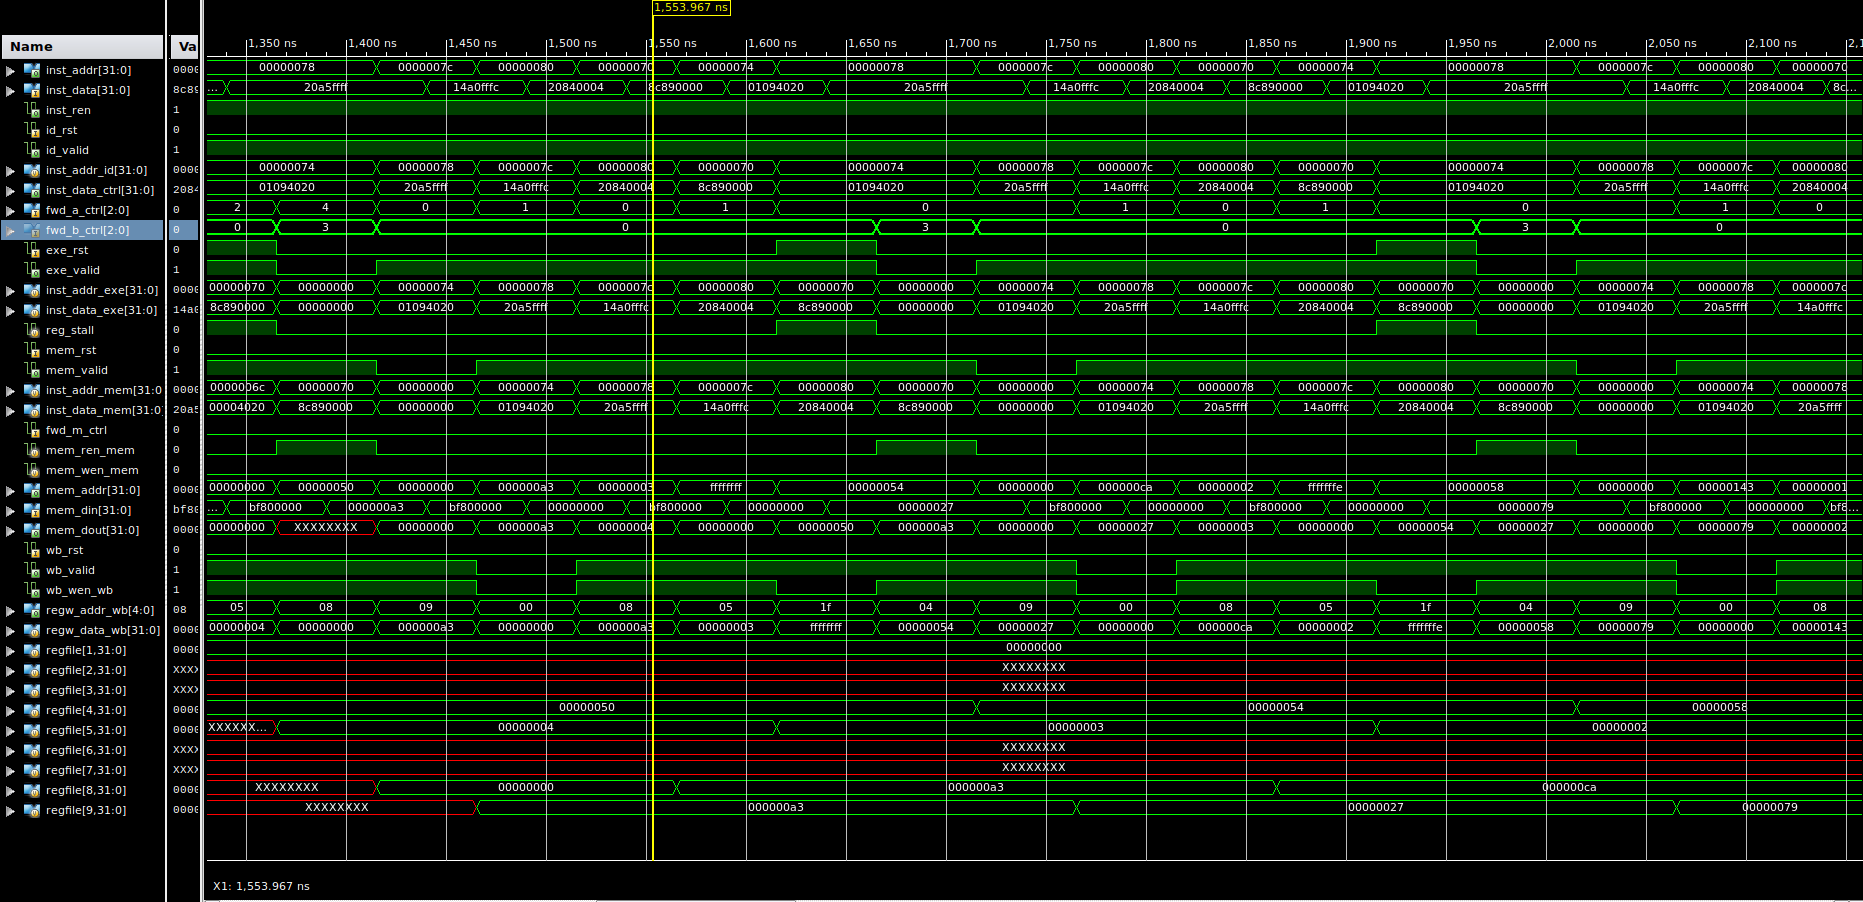 1,553.967 ns
Name Va 1,350 ns 1,400 ns 1,450 ns 1,500 ns 1,550 ns 1,600 ns 1,650 ns 1,700 ns 1,750 ns 1,800 ns 1,850 ns 1,900 ns 1,950 ns 2,000 ns 2,050 ns 2,100 ns 2,1
inst_addr[31:0] 0000 00000078 0000007c 00000080 00000070 00000074 00000078 0000007c 00000080 00000070 00000074 00000078 0000007c 00000080 00000070
inst_data[31:0] 8c89 ... 20a5ffff 14a0fffc 20840004 8c890000 01094020 20a5ffff 14a0fffc 20840004 8c890000 01094020 20a5ffff 14a0fffc 20840004 8c...
inst_ren 1
id_rst 0
id_valid 1
inst_addr_id[31:0] 0000 00000074 00000078 0000007c 00000080 00000070 00000074 00000078 0000007c 00000080 00000070 00000074 00000078 0000007c 00000080
inst_data_ctrl[31:0] 2084 01094020 20a5ffff 14a0fffc 20840004 8c890000 01094020 20a5ffff 14a0fffc 20840004 8c890000 01094020 20a5ffff 14a0fffc 20840004
fwd_a_ctrl[2:0] 0 2 4 0 1 0 1 0 1 0 1 0 1 0
fwd_b_ctrl[2:0] 0 0 3 0 3 0 3 0
exe_rst 0
exe_valid 1
inst_addr_exe[31:0] 0000 00000070 00000000 00000074 00000078 0000007c 00000080 00000070 00000000 00000074 00000078 0000007c 00000080 00000070 00000000 00000074 00000078 0000007c
inst_data_exe[31:0] 14a0 8c890000 00000000 01094020 20a5ffff 14a0fffc 20840004 8c890000 00000000 01094020 20a5ffff 14a0fffc 20840004 8c890000 00000000 01094020 20a5ffff 14a0fffc
reg_stall 0
mem_rst 0
mem_valid 1
inst_addr_mem[31:0 0000 0000006c 00000070 00000000 00000074 00000078 0000007c 00000080 00000070 00000000 00000074 00000078 0000007c 00000080 00000070 00000000 00000074 00000078
inst_data_mem[31:0] 20a5 00004020 8c890000 00000000 01094020 20a5ffff 14a0fffc 20840004 8c890000 00000000 01094020 20a5ffff 14a0fffc 20840004 8c890000 00000000 01094020 20a5ffff
fwd_m_ctrl 0
mem_ren_mem 0
mem_wen_mem 0
mem_addr[31:0] 0000 00000000 00000050 00000000 000000a3 00000003 ffffffff 00000054 00000000 000000ca 00000002 fffffffe 00000058 00000000 00000143 00000001
mem_din[31:0] bf80 ... bf800000 000000a3 bf800000 00000000 bf800000 00000000 00000027 bf800000 00000000 bf800000 00000000 00000079 bf800000 00000000 bf8...
mem_dout[31:0] 0000 00000000 XXXXXXXX 00000000 000000a3 00000004 00000000 00000050 000000a3 00000000 00000027 00000003 00000000 00000054 00000027 00000000 00000079 00000002
wb_rst 0
wb_valid 1
wb_wen_wb 1
regw_addr_wb[4:0] 08 05 08 09 00 08 05 1f 04 09 00 08 05 1f 04 09 00 08
regw_data_wb[31:0] 0000 00000004 00000000 000000a3 00000000 000000a3 00000003 ffffffff 00000054 00000027 00000000 000000ca 00000002 fffffffe 00000058 00000079 00000000 00000143
regfile[1,31:0] 0000 00000000
regfile[2,31:0] XXXX XXXXXXXX
regfile[3,31:0] XXXX XXXXXXXX
regfile[4,31:0] 0000 00000050 00000054 00000058
regfile[5,31:0] 0000 XXXXXX... 00000004 00000003 00000002
regfile[6,31:0] XXXX XXXXXXXX
regfile[7,31:0] XXXX XXXXXXXX
regfile[8,31:0] 0000 XXXXXXXX 00000000 000000a3 000000ca
regfile[9,31:0] 0000 XXXXXXXX 000000a3 00000027 00000079
X1: 1,553.967 ns